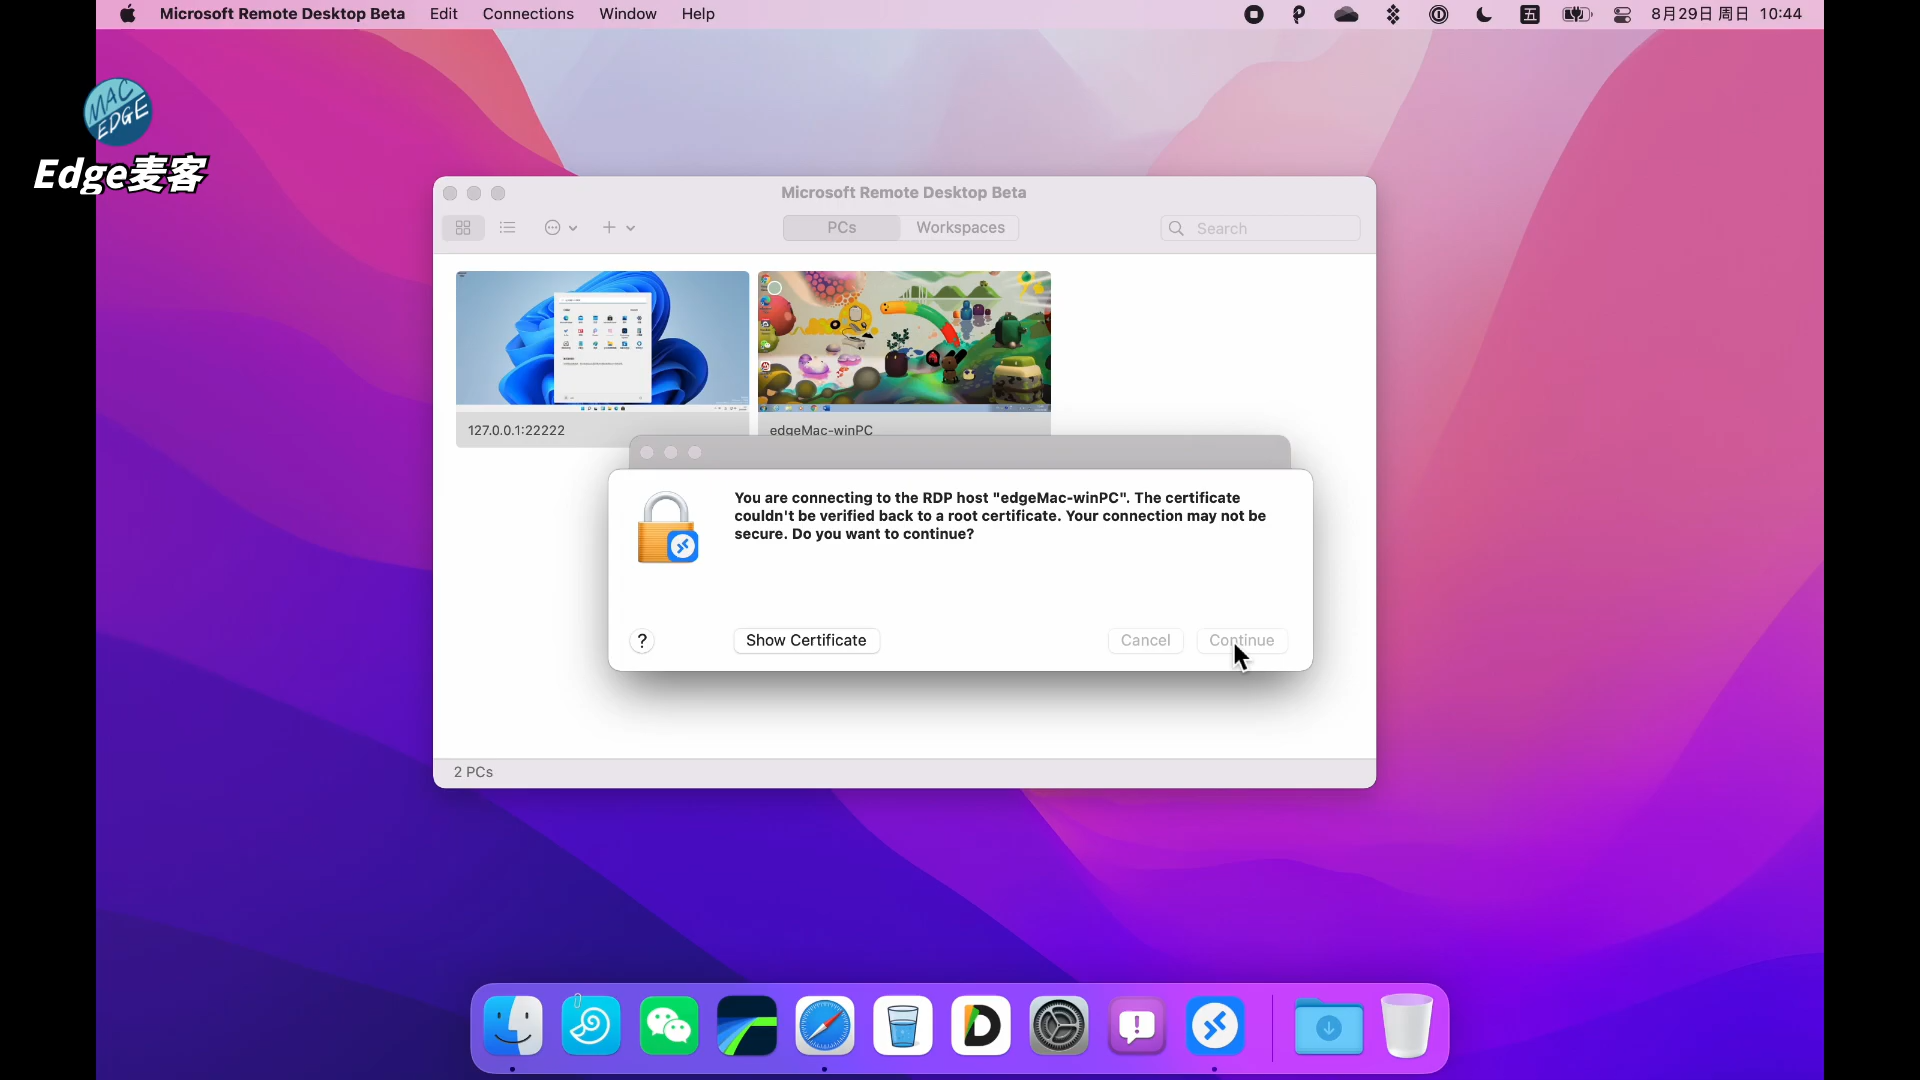 Microsoft Remote Desktop Beta Edit Connections Window Help 五 8月29日 周日 10:44
MAC
EDGE
Edge麦客
Microsoft Remote Desktop Beta
PCs Workspaces Search
127.0.0.1:22222 edgeMac-winPC
You are connecting to the RDP host "edgeMac-winPC". The certificate
couldn't be verified back to a root certificate. Your connection may not be
secure. Do you want to continue?
? Show Certificate Cancel Continue
2 PCs